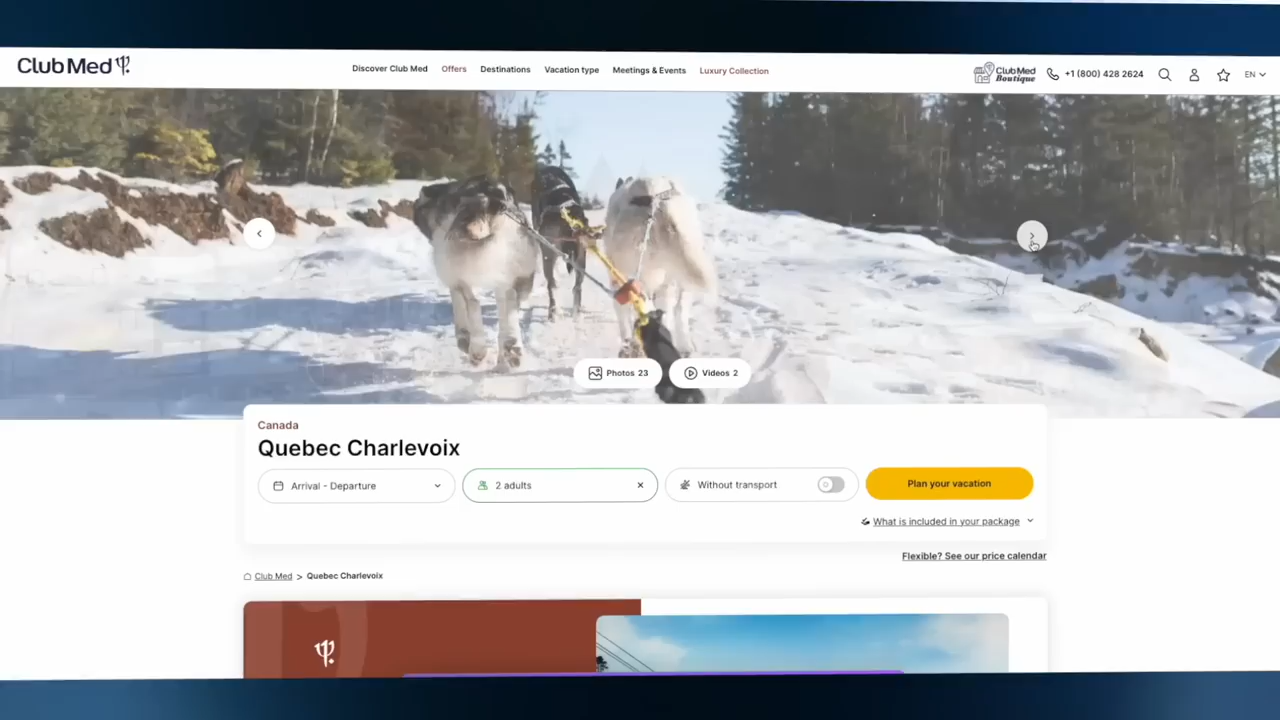 Club Med
Discover Club Med
Offers
Destinations
Vacation type
Meetings & Events
Luxury Collection
Club Med
Boutique
+1 (800) 428 2624
EN
Photos 23
Videos 2
Canada
Quebec Charlevoix
Arrival - Departure
2 adults
Without transport
Plan your vacation
What is included in your package
Flexible? See our price calendar
Club Med > Quebec Charlevoix